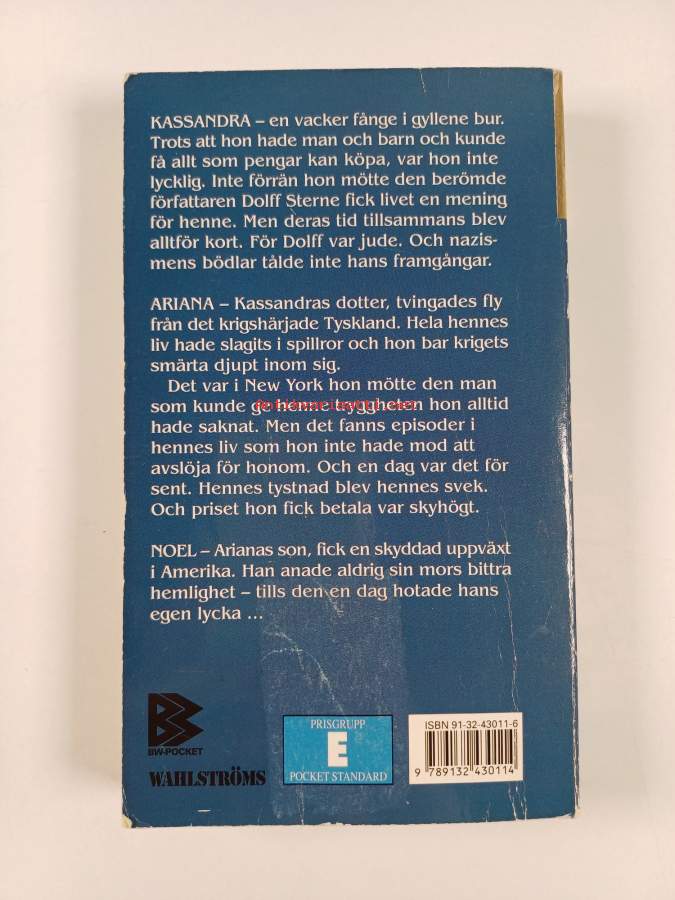 KASSANDRA – en vacker fånge i gyllene bur.
Trots att hon hade man och barn och kunde
få allt som pengar kan köpa, var hon inte
lycklig. Inte förrän hon mötte den berömde
författaren Dolff Sterne fick livet en mening
för henne. Men deras tid tillsammans blev
alltför kort. För Dolff var jude. Och nazis-
mens bödlar tålde inte hans framgångar.
ARIANA – Kassandras dotter, tvingades fly
från det krigshärjade Tyskland. Hela hennes
liv hade slagits i spillror och hon bar krigets
smärta djupt inom sig.
Det var i New York hon mötte den man
som kunde ge henne tryggheten hon alltid
hade saknat. Men det fanns episoder i
hennes liv som hon inte hade mod att
avslöja för honom. Och en dag var det för
sent. Hennes tystnad blev hennes svek.
Och priset hon fick betala var skyhögt.
NOEL – Arianas son, fick en skyddad uppväxt
i Amerika. Han anade aldrig sin mors bittra
hemlighet – tills den en dag hotade hans
egen lycka ...
BW-POCKET
WAHLSTRÖMS
PRISGRUPP
E
POCKET STANDARD
ISBN 91-32-43011-6
9 789132 430114